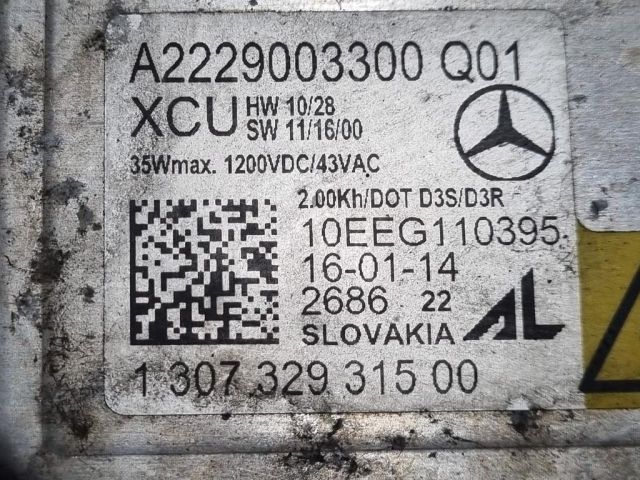 A2229003300 Q01
XCU HW 10/28
SW 11/16/00
35Wmax. 1200VDC/43VAC
2.00Kh/DOT D3S/D3R
10EEG110395
16-01-14
2686 22
SLOVAKIA AL
1 307 329 315 00